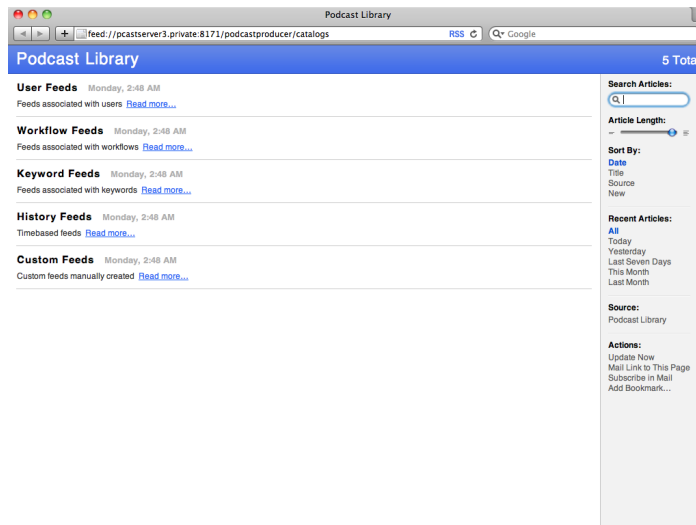 Podcast Library
feed://pcastserver3.private:8171/podcastproducer/catalogs RSS Google
Podcast Library 5 Tota
User Feeds Monday, 2:48 AM
Feeds associated with users Read more...
Workflow Feeds Monday, 2:48 AM
Feeds associated with workflows Read more...
Keyword Feeds Monday, 2:48 AM
Feeds associated with keywords Read more...
History Feeds Monday, 2:48 AM
Timebased feeds Read more...
Custom Feeds Monday, 2:48 AM
Custom feeds manually created Read more...
Search Articles:
Article Length:
Sort By:
Date
Title
Source
New
Recent Articles:
All
Today
Yesterday
Last Seven Days
This Month
Last Month
Source:
Podcast Library
Actions:
Update Now
Mail Link to This Page
Subscribe in Mail
Add Bookmark...